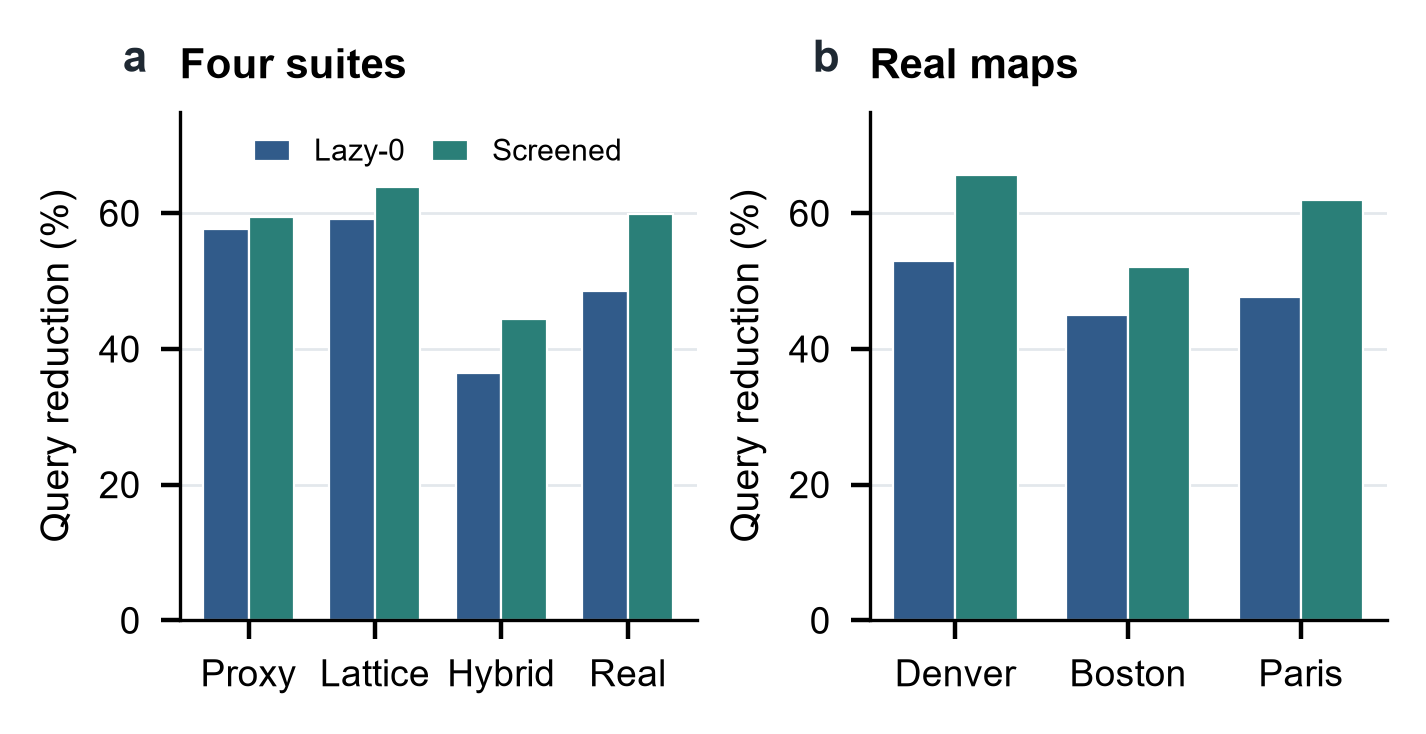 a Four suites
Lazy-0 Screened
Query reduction (%)
60
40
20
0
Proxy Lattice Hybrid Real
b Real maps
Query reduction (%)
60
40
20
0
Denver Boston Paris